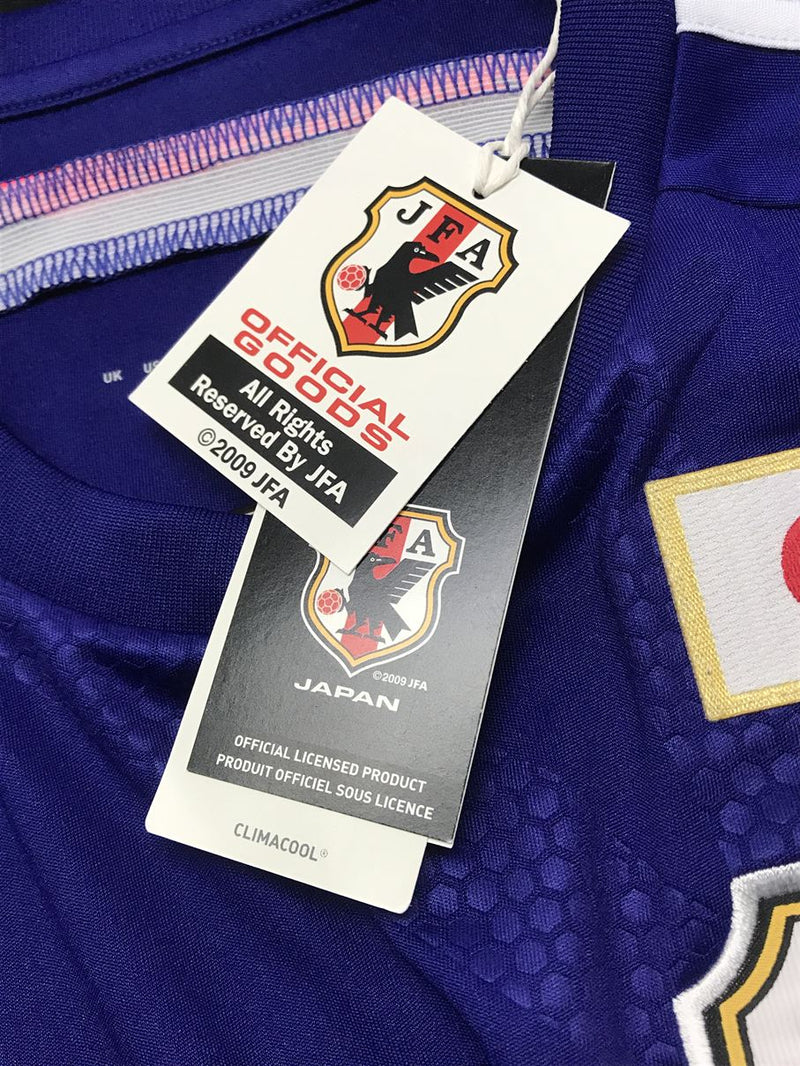 JFA
OFFICIAL
GOODS
All Rights
Reserved By JFA
©2009 JFA
UK
FA
©2009 JFA
JAPAN
OFFICIAL LICENSED PRODUCT
PRODUIT OFFICIEL SOUS LICENCE
CLIMACOOL®